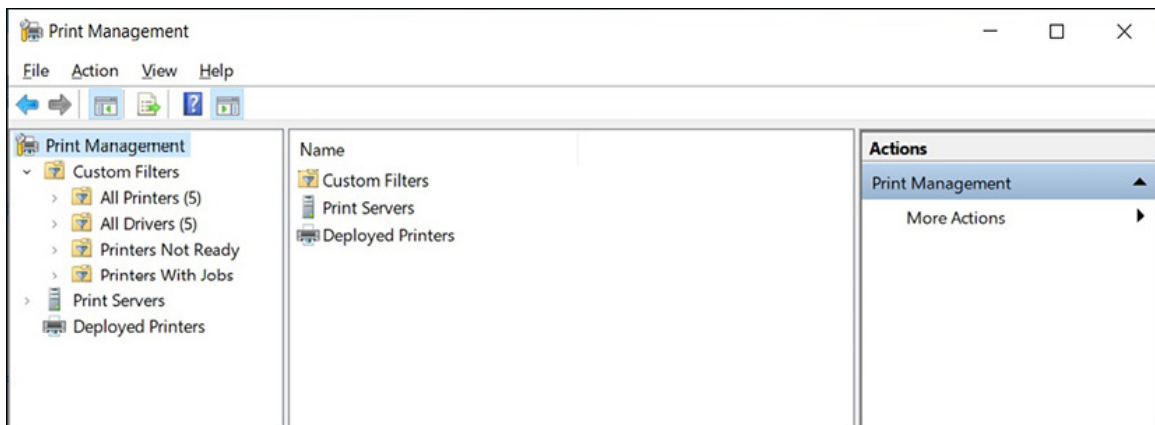 Print Management
File Action View Help
Print Management
Custom Filters
All Printers (5)
All Drivers (5)
Printers Not Ready
Printers With Jobs
Print Servers
Deployed Printers
Name
Custom Filters
Print Servers
Deployed Printers
Actions
Print Management
More Actions